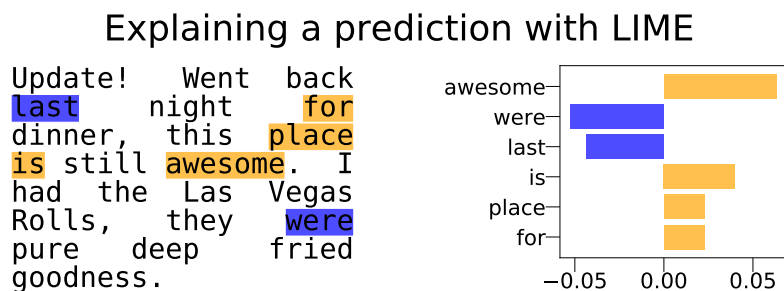 Explaining a prediction with LIME
Update! Went back
last night for
dinner, this place
is still awesome. I
had the Las Vegas
Rolls, they were
pure deep fried
goodness.
awesome
were
last
is
place
for
−0.05 0.00 0.05